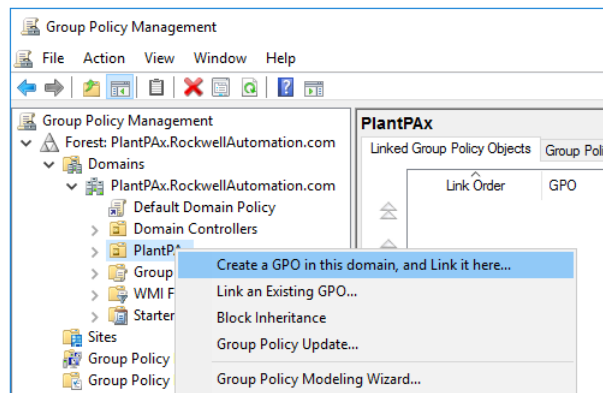 Group Policy Management
File Action View Window Help
Group Policy Management
Forest: PlantPAx.RockwellAutomation.com
Domains
PlantPAx.RockwellAutomation.com
Default Domain Policy
Domain Controllers
PlantPA
Group
WMI F
Starter
Sites
Group Policy
Group Policy
PlantPAx
Linked Group Policy Objects Group Poli
Link Order GPO
Create a GPO in this domain, and Link it here...
Link an Existing GPO...
Block Inheritance
Group Policy Update...
Group Policy Modeling Wizard...